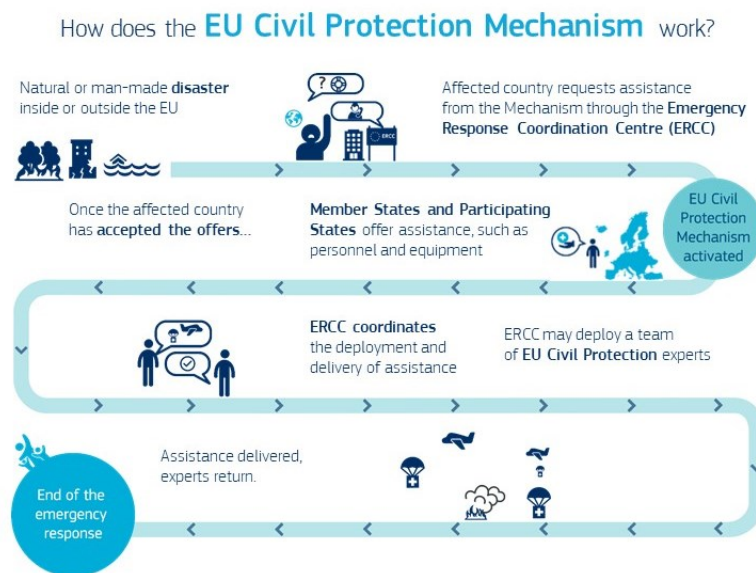 How does the EU Civil Protection Mechanism work?
Natural or man-made disaster
inside or outside the EU
?
ERCC
Affected country requests assistance
from the Mechanism through the Emergency
Response Coordination Centre (ERCC)
EU Civil
Protection
Mechanism
activated
Member States and Participating
States offer assistance, such as
personnel and equipment
Once the affected country
has accepted the offers...
ERCC coordinates
the deployment and
delivery of assistance
ERCC may deploy a team
of EU Civil Protection experts
Assistance delivered,
experts return.
End of the
emergency
response